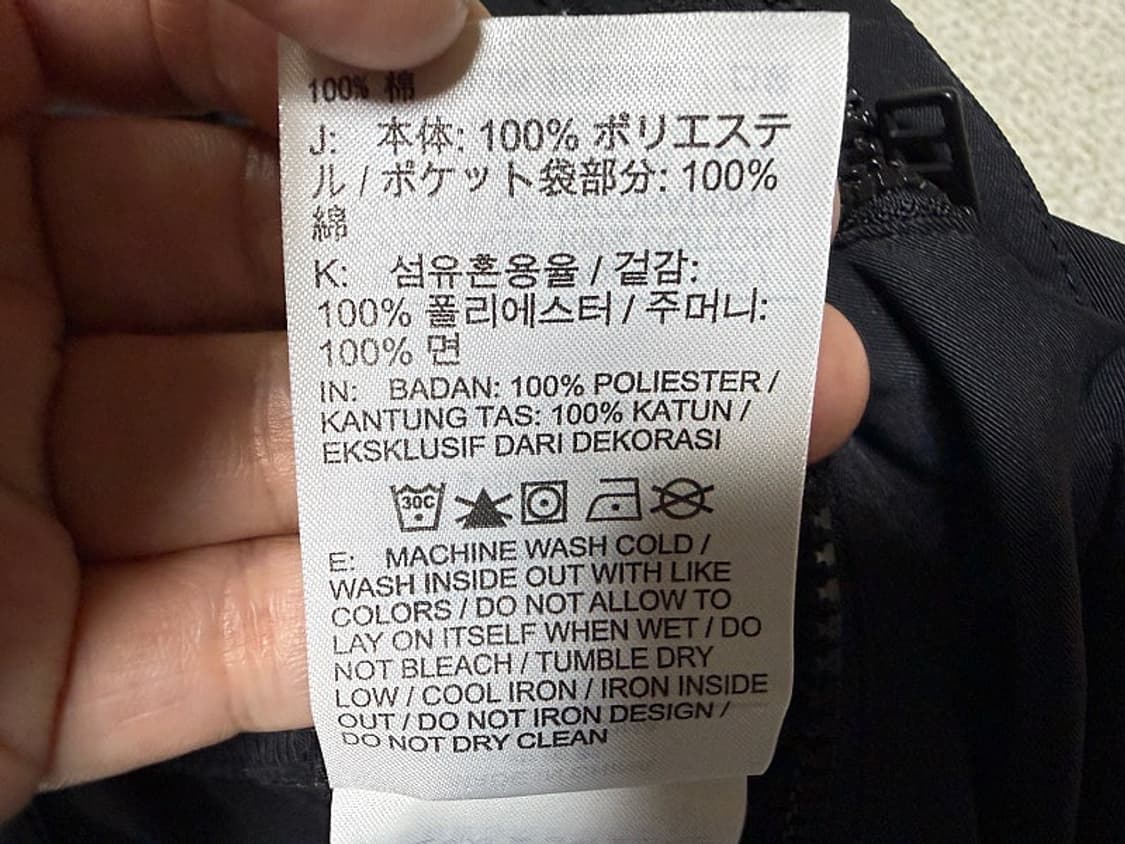 100% 棉
J: 本体: 100% ポリエステ
ル / ポケット袋部分: 100%
綿
K: 섬유혼용율 / 겉감:
100% 폴리에스터 / 주머니:
100% 면
IN: BADAN: 100% POLIESTER /
KANTUNG TAS: 100% KATUN /
EKSKLUSIF DARI DEKORASI
30C
E: MACHINE WASH COLD /
WASH INSIDE OUT WITH LIKE
COLORS / DO NOT ALLOW TO
LAY ON ITSELF WHEN WET / DO
NOT BLEACH / TUMBLE DRY
LOW / COOL IRON / IRON INSIDE
OUT / DO NOT IRON DESIGN /
DO NOT DRY CLEAN